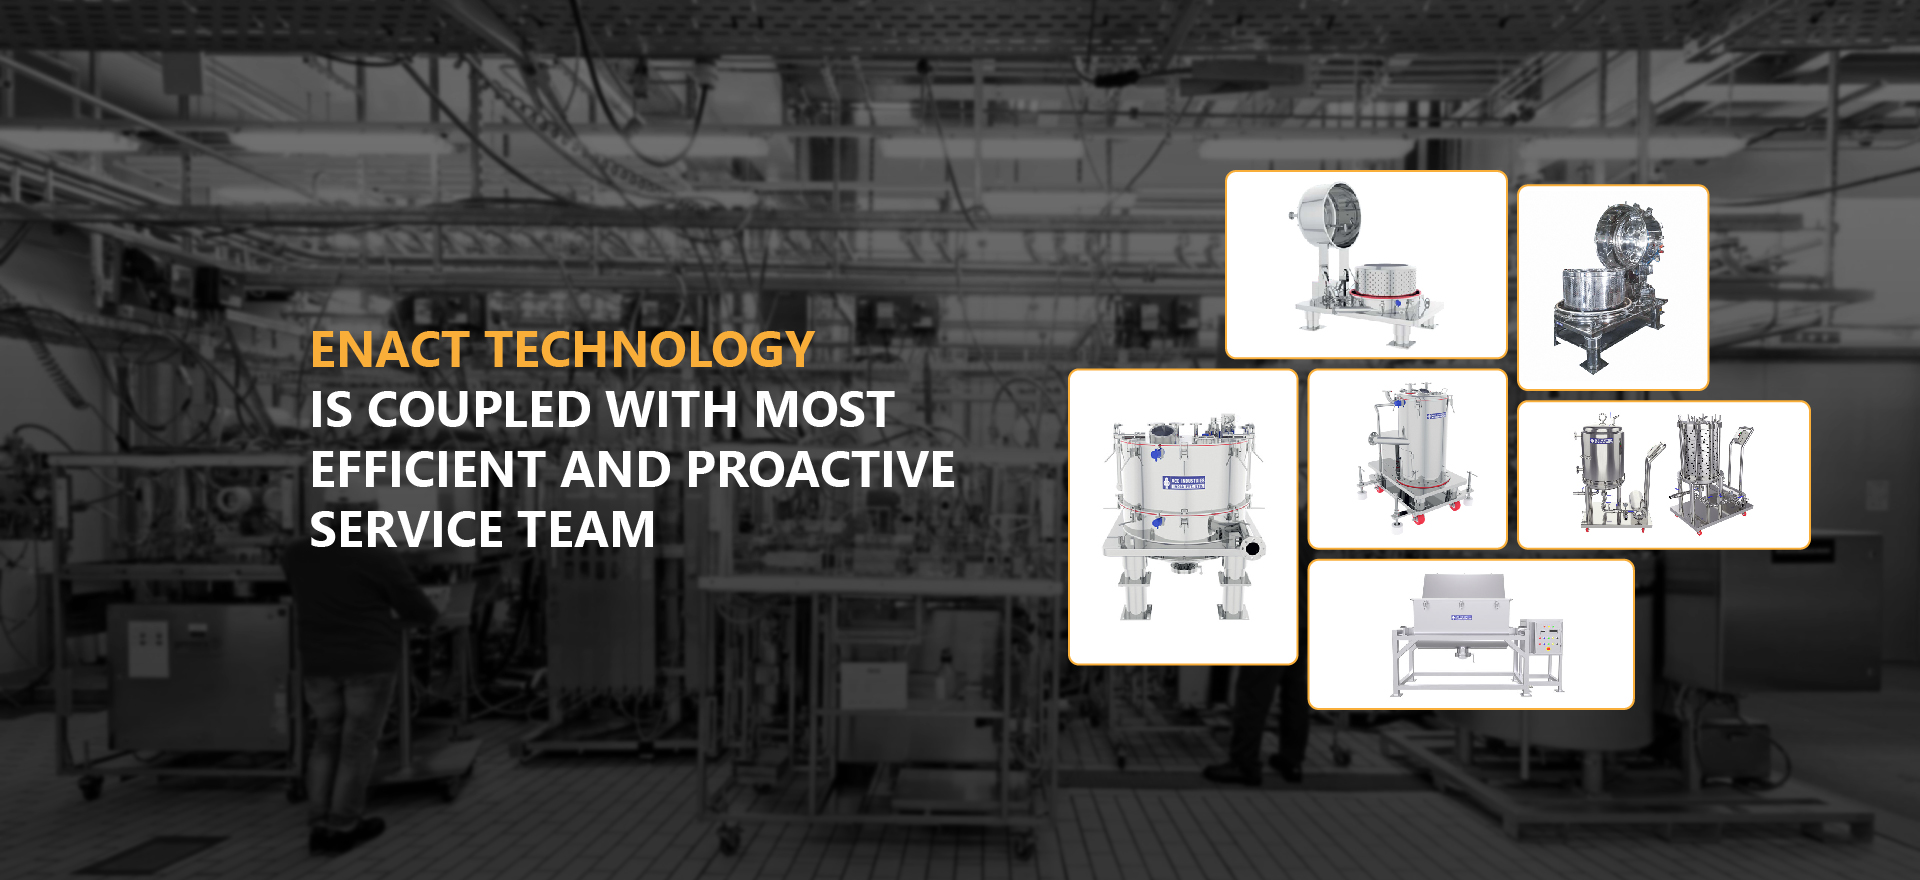 ENACT TECHNOLOGY
IS COUPLED WITH MOST
EFFICIENT AND PROACTIVE
SERVICE TEAM